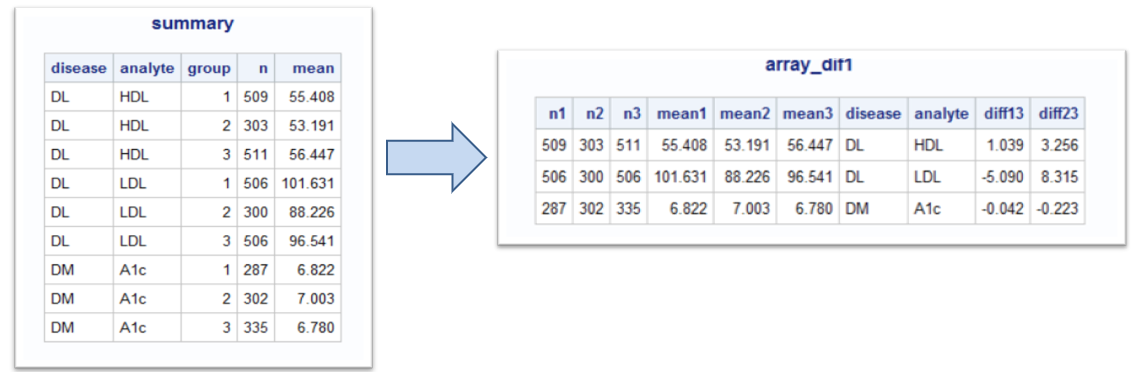 summary
disease analyte group n mean
DL HDL 1 509 55.408
DL HDL 2 303 53.191
DL HDL 3 511 56.447
DL LDL 1 506 101.631
DL LDL 2 300 88.226
DL LDL 3 506 96.541
DM A1c 1 287 6.822
DM A1c 2 302 7.003
DM A1c 3 335 6.780
array_dif1
n1 n2 n3 mean1 mean2 mean3 disease analyte diff13 diff23
509 303 511 55.408 53.191 56.447 DL HDL 1.039 3.256
506 300 506 101.631 88.226 96.541 DL LDL -5.090 8.315
287 302 335 6.822 7.003 6.780 DM A1c -0.042 -0.223